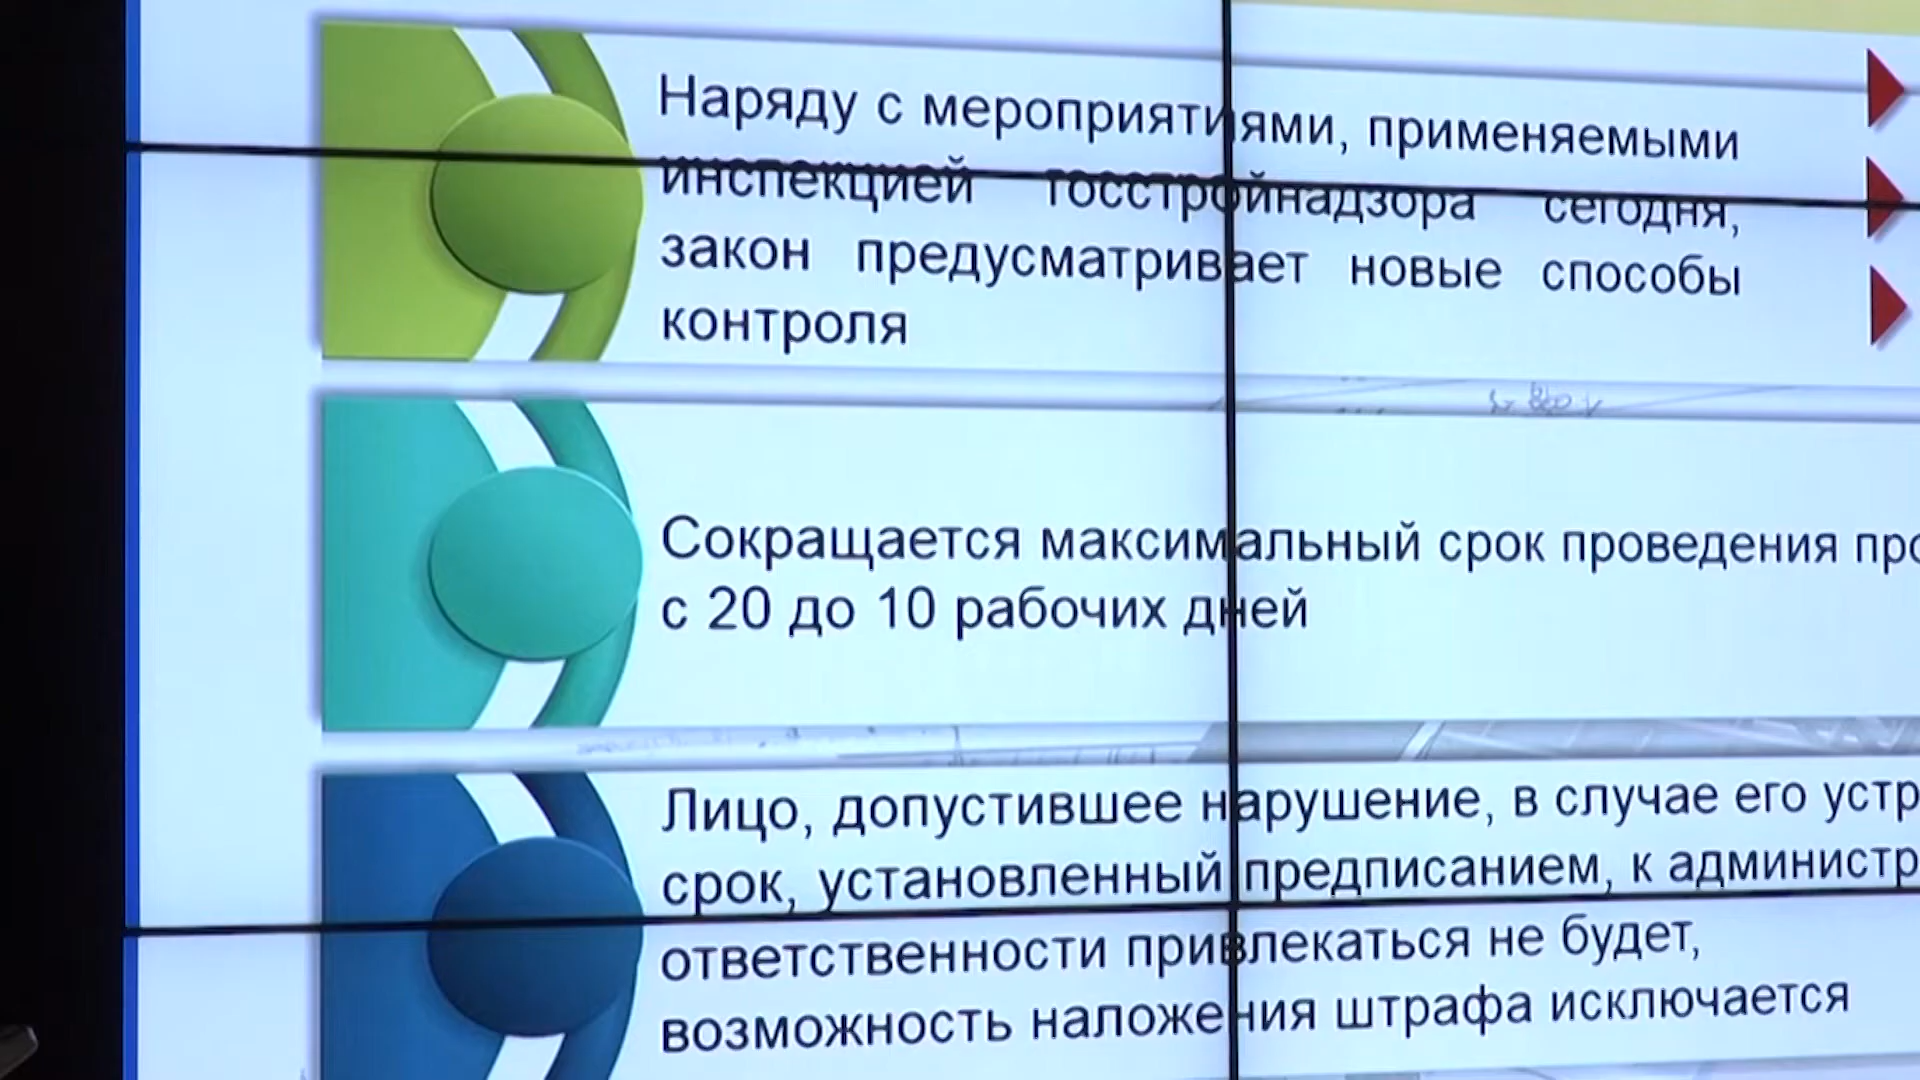 Наряду с мероприятиями, применяемыми
инспекцией госстройнадзора сегодня,
закон предусматривает новые способы
контроля
Сокращается максимальный срок проведения
с 20 до 10 рабочих дней
Лицо, допустившее нарушение, в случае его
срок, установленный предписанием, к
ответственности привлекаться не будет,
возможность наложения штрафа исключается